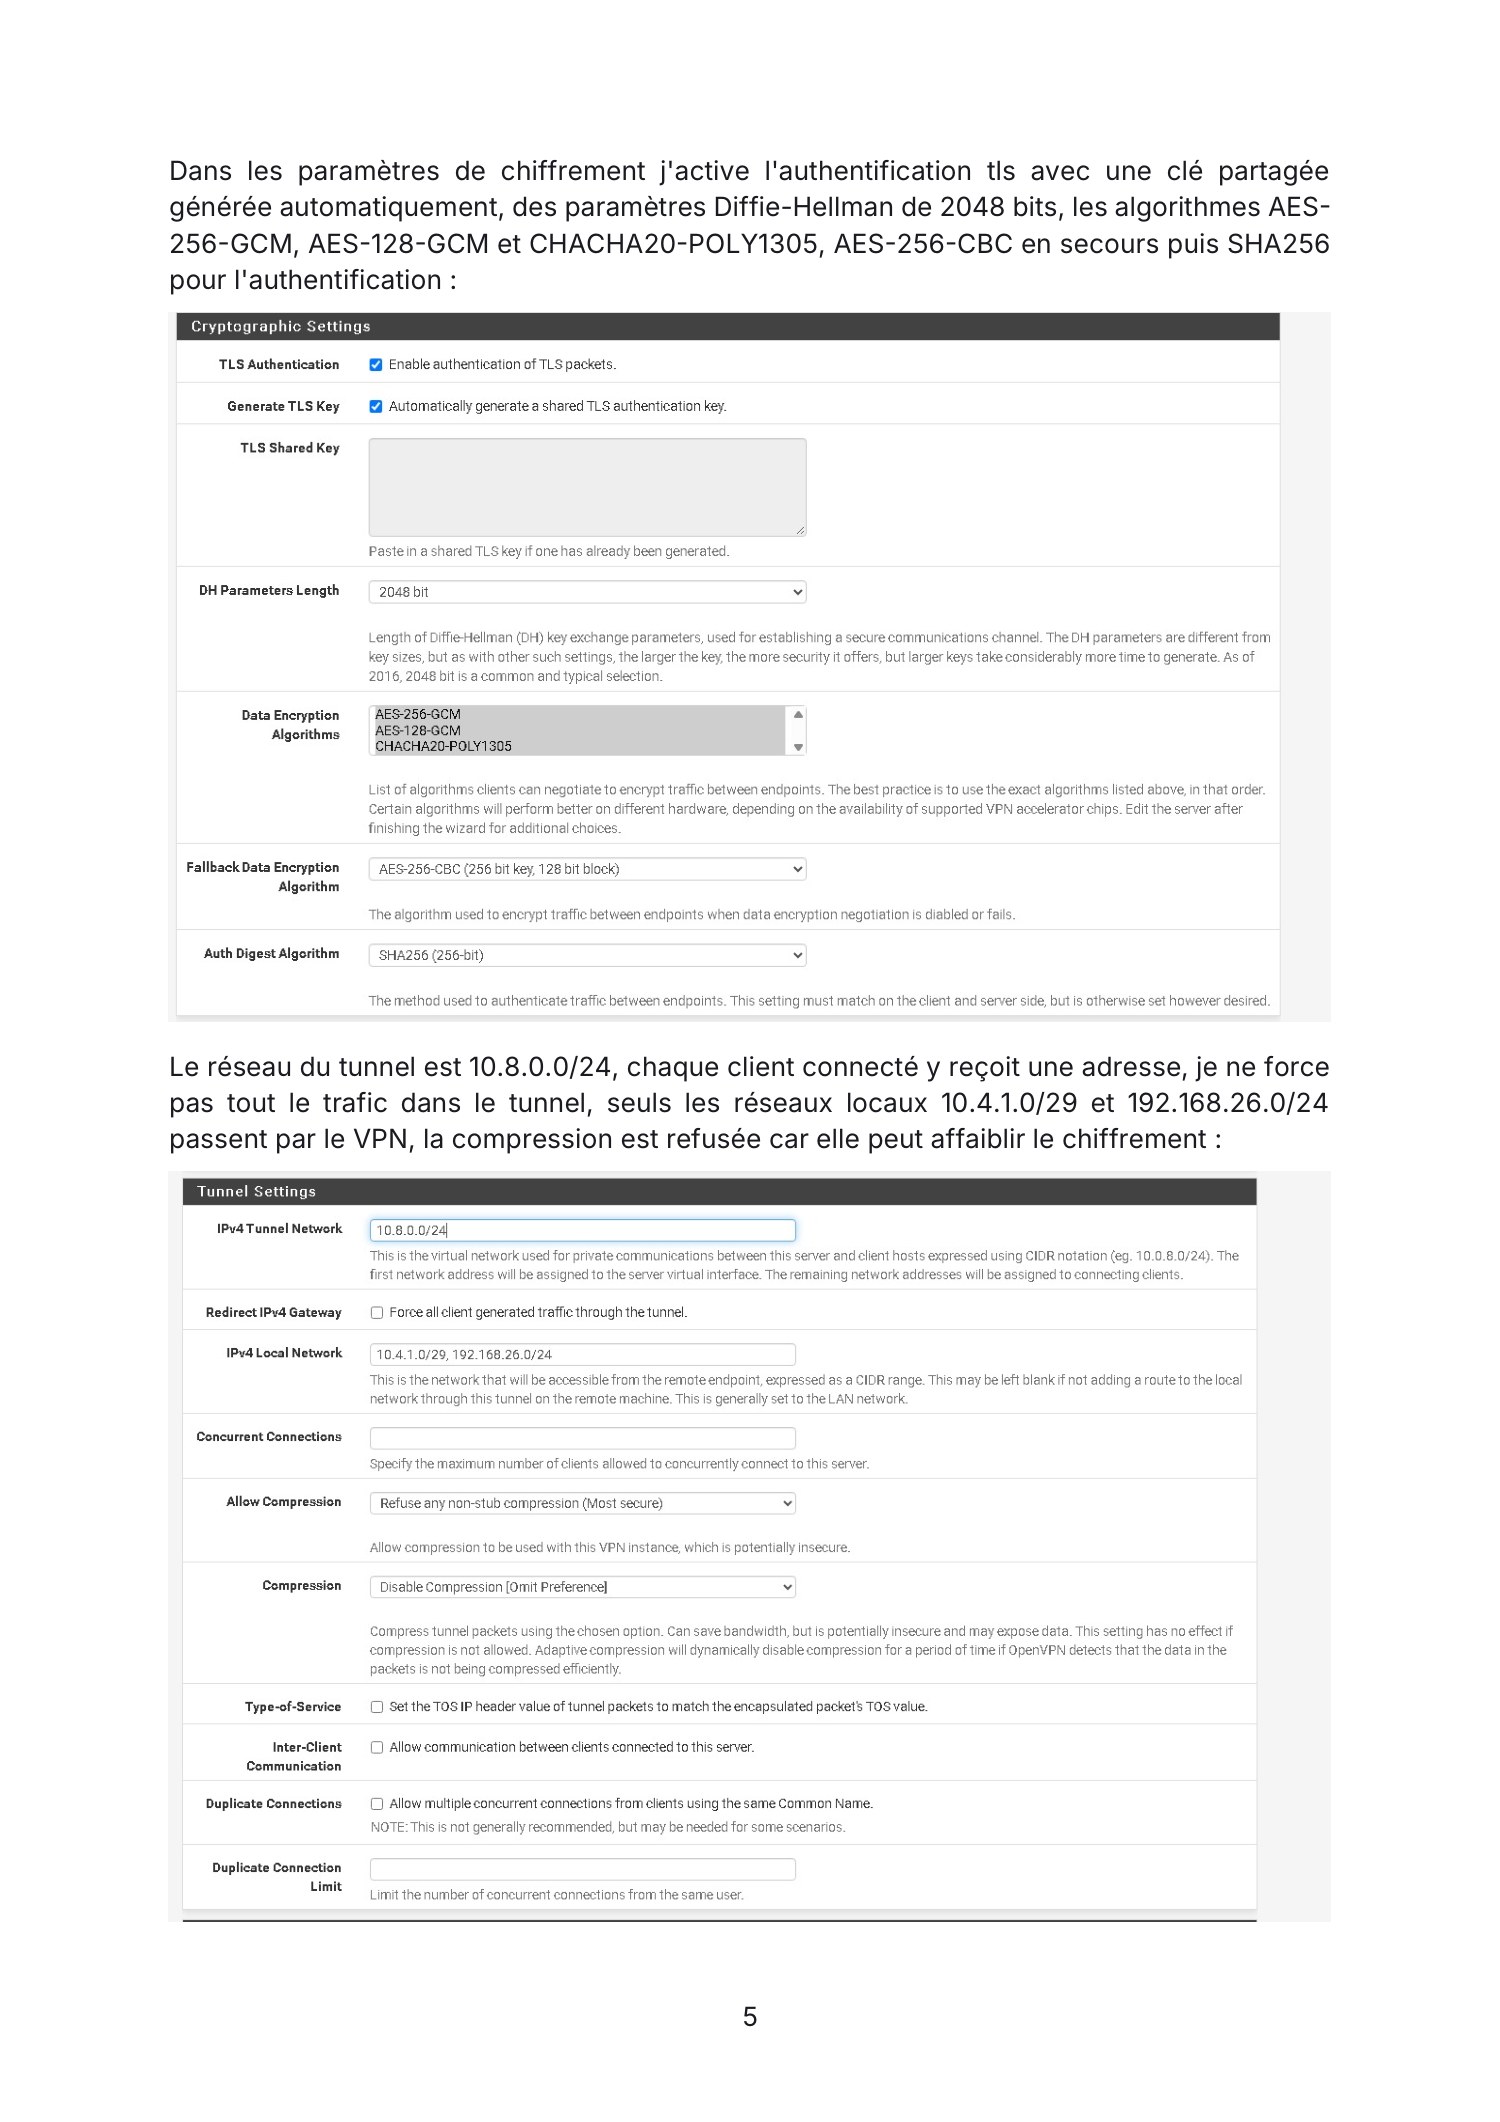 Dans les paramètres de chiffrement j'active l'authentification tls avec une clé partagée
générée automatiquement, des paramètres Diffie-Hellman de 2048 bits, les algorithmes AES-
256-GCM, AES-128-GCM et CHACHA20-POLY1305, AES-256-CBC en secours puis SHA256
pour l'authentification :
Cryptographic Settings
TLS Authentication
Enable authentication of TLS packets.
Generate TLS Key
Automatically generate a shared TLS authentication key.
TLS Shared Key
Paste in a shared TLS key if one has already been generated.
DH Parameters Length
2048 bit
Length of Diffie-Hellman (DH) key exchange parameters, used for establishing a secure communications channel. The DH parameters are different from
key sizes, but as with other such settings, the larger the key, the more security it offers, but larger keys take considerably more time to generate. As of
2016, 2048 bit is a common and typical selection.
Data Encryption
Algorithms
AES-256-GCM
AES-128-GCM
CHACHA20-POLY1305
List of algorithms clients can negotiate to encrypt traffic between endpoints. The best practice is to use the exact algorithms listed above, in that order.
Certain algorithms will perform better on different hardware, depending on the availability of supported VPN accelerator chips. Edit the server after
finishing the wizard for additional choices.
Fallback Data Encryption
Algorithm
AES-256-CBC (256 bit key, 128 bit block)
The algorithm used to encrypt traffic between endpoints when data encryption negotiation is diabled or fails.
Auth Digest Algorithm
SHA256 (256-bit)
The method used to authenticate traffic between endpoints. This setting must match on the client and server side, but is otherwise set however desired.
Le réseau du tunnel est 10.8.0.0/24, chaque client connecté y reçoit une adresse, je ne force
pas tout le trafic dans le tunnel, seuls les réseaux locaux 10.4.1.0/29 et 192.168.26.0/24
passent par le VPN, la compression est refusée car elle peut affaiblir le chiffrement :
Tunnel Settings
IPv4 Tunnel Network
10.8.0.0/24
This is the virtual network used for private communications between this server and client hosts expressed using CIDR notation (eg. 10.0.8.0/24). The
first network address will be assigned to the server virtual interface. The remaining network addresses will be assigned to connecting clients.
Redirect IPv4 Gateway
Force all client generated traffic through the tunnel.
IPv4 Local Network
10.4.1.0/29, 192.168.26.0/24
This is the network that will be accessible from the remote endpoint, expressed as a CIDR range. This may be left blank if not adding a route to the local
network through this tunnel on the remote machine. This is generally set to the LAN network.
Concurrent Connections
Specify the maximum number of clients allowed to concurrently connect to this server.
Allow Compression
Refuse any non-stub compression (Most secure)
Allow compression to be used with this VPN instance, which is potentially insecure.
Compression
Disable Compression [Omit Preference]
Compress tunnel packets using the chosen option. Can save bandwidth, but is potentially insecure and may expose data. This setting has no effect if
compression is not allowed. Adaptive compression will dynamically disable compression for a period of time if OpenVPN detects that the data in the
packets is not being compressed efficiently.
Type-of-Service
Set the TOS IP header value of tunnel packets to match the encapsulated packet's TOS value.
Inter-Client
Communication
Allow communication between clients connected to this server.
Duplicate Connections
Allow multiple concurrent connections from clients using the same Common Name.
NOTE: This is not generally recommended, but may be needed for some scenarios.
Duplicate Connection
Limit
Limit the number of concurrent connections from the same user.
5